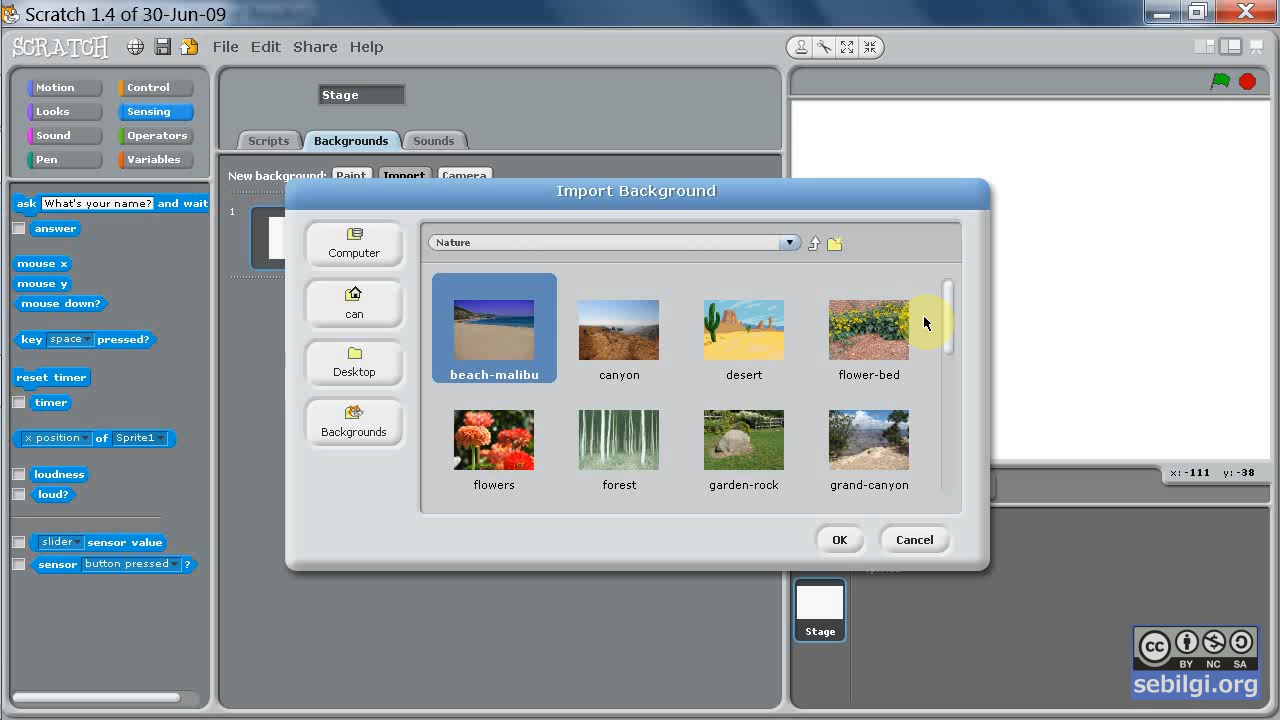 Scratch 1.4 of 30-Jun-09
SCRATCH File Edit Share Help
Motion Control
Looks Sensing
Sound Operators
Pen Variables
ask What's your name? and wait
answer
mouse x
mouse y
mouse down?
key space pressed?
reset timer
timer
x position of Sprite1
loudness
loud?
slider sensor value
sensor button pressed ?
Stage
Scripts Backgrounds Sounds
New background: Paint Import Camera
1
Import Background
Computer
can
Desktop
Backgrounds
Nature
beach-malibu canyon desert flower-bed
flowers forest garden-rock grand-canyon
OK Cancel
x: -111 y: -38
Stage
cc BY NC SA
sebilgi.org